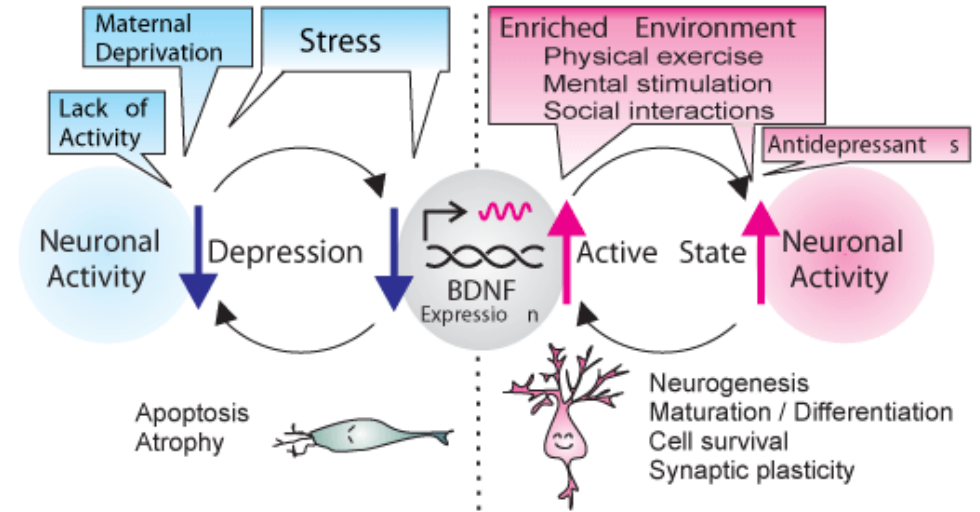 Maternal
Deprivation
Stress
Lack of
Activity
Enriched Environment
Physical exercise
Mental stimulation
Social interactions
Antidepressant s
Neuronal
Activity
Depression
BDNF
Expressio n
Active State
Neuronal
Activity
Apoptosis
Atrophy
Neurogenesis
Maturation / Differentiation
Cell survival
Synaptic plasticity